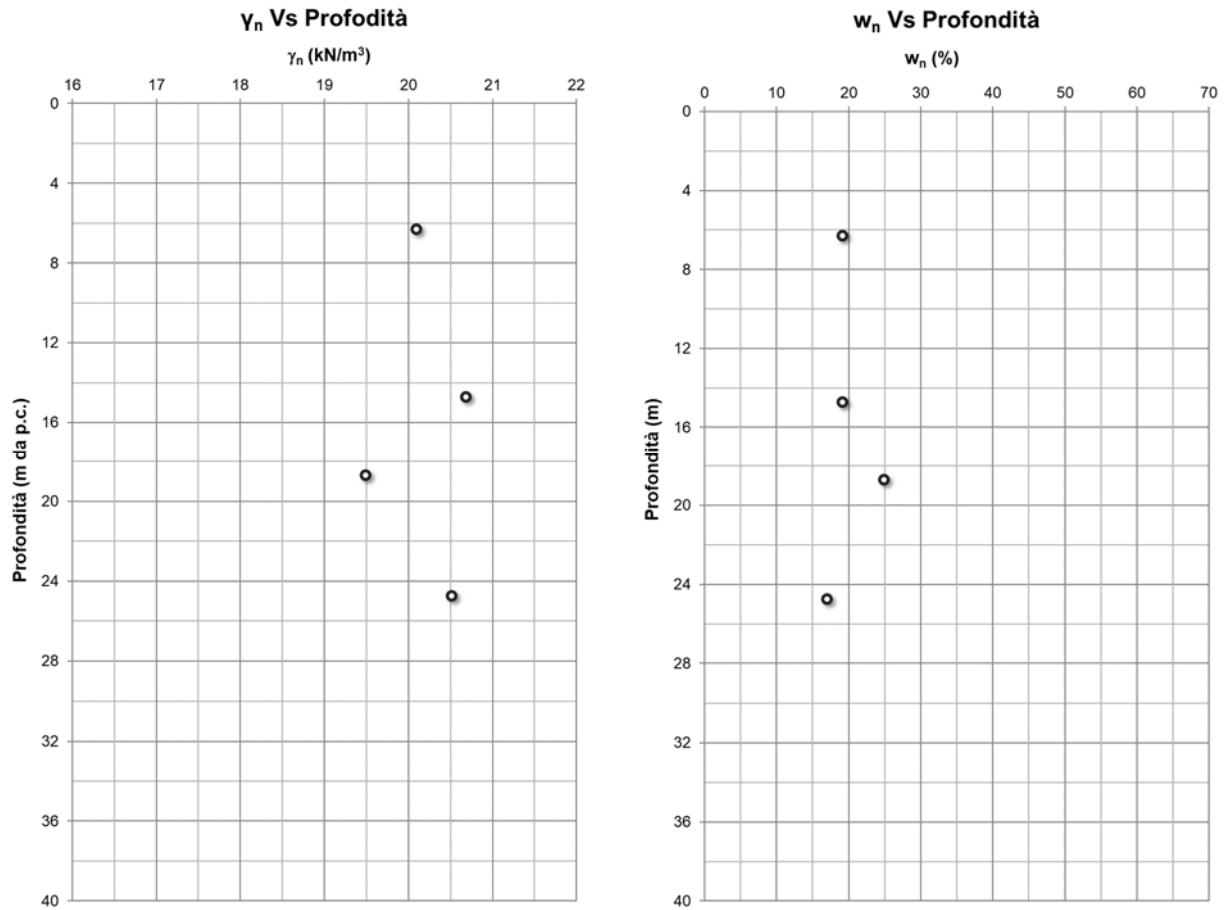 γn Vs Profodità
γn (kN/m³)
16 17 18 19 20 21 22
0
4
8
12
16
20
24
28
32
36
40
Profondità (m da p.c.)
wn Vs Profondità
wn (%)
0 10 20 30 40 50 60 70
0
4
8
12
16
20
24
28
32
36
40
Profondità (m)